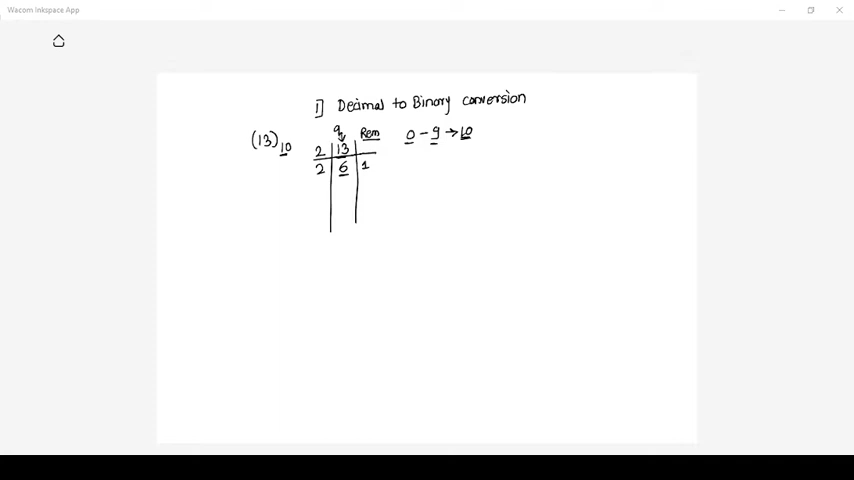 Wacom Inkspace App
1] Decimal to Binary conversion
(13)10 q Rem 0 - 9 → 10
2 13
2 6 1